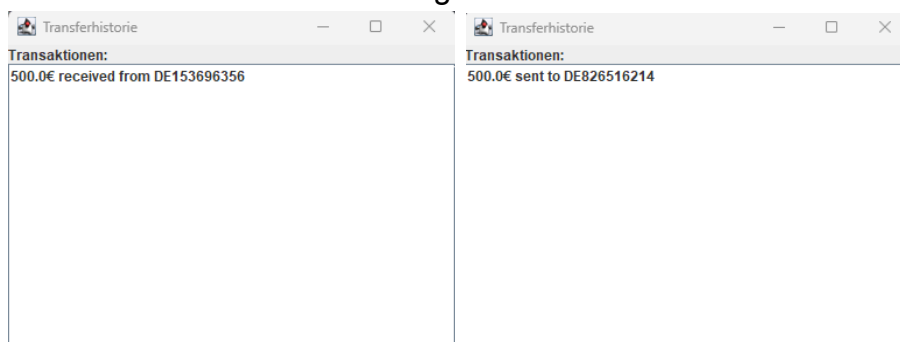 Transferhistorie
Transaktionen:
500.0€ received from DE153696356
Transferhistorie
Transaktionen:
500.0€ sent to DE826516214